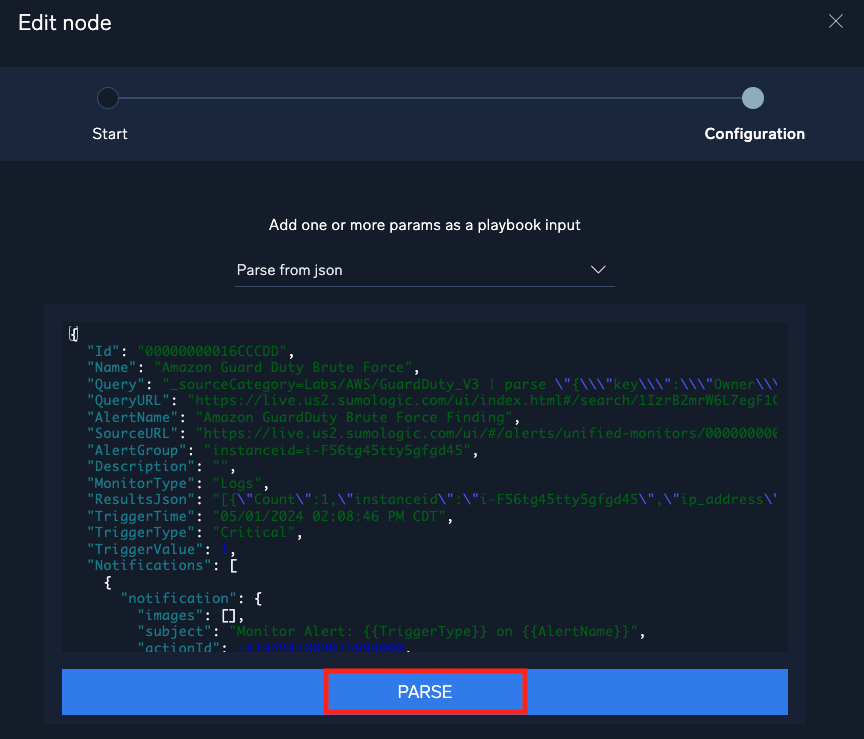 Edit node
Start
Configuration
Add one or more params as a playbook input
Parse from json
{
"Id": "00000000016CCCDD",
"Name": "Amazon Guard Duty Brute Force",
"Query": "_sourceCategory=Labs/AWS/GuardDuty_V3 | parse \"{\\\"key\\\":\\\"Owner\\\
"QueryURL": "https://live.us2.sumologic.com/ui/index.html#/search/1IzrBZmrW6L7egF1C
"AlertName": "Amazon GuardDuty Brute Force Finding",
"SourceURL": "https://live.us2.sumologic.com/ui/#/alerts/unified-monitors/000000000
"AlertGroup": "instanceid=i-F56tg45tty5gfgd45",
"Description": "",
"MonitorType": "Logs",
"ResultsJson": "[{\"Count\":1,\"instanceid\":\"i-F56tg45tty5gfgd45\",\"ip_address\"
"TriggerTime": "05/01/2024 02:08:46 PM CDT",
"TriggerType": "Critical",
"TriggerValue": 1,
"Notifications": [
{
"notification": {
"images": [],
"subject": "Monitor Alert: {{TriggerType}} on {{AlertName}}",
"actionId":
PARSE